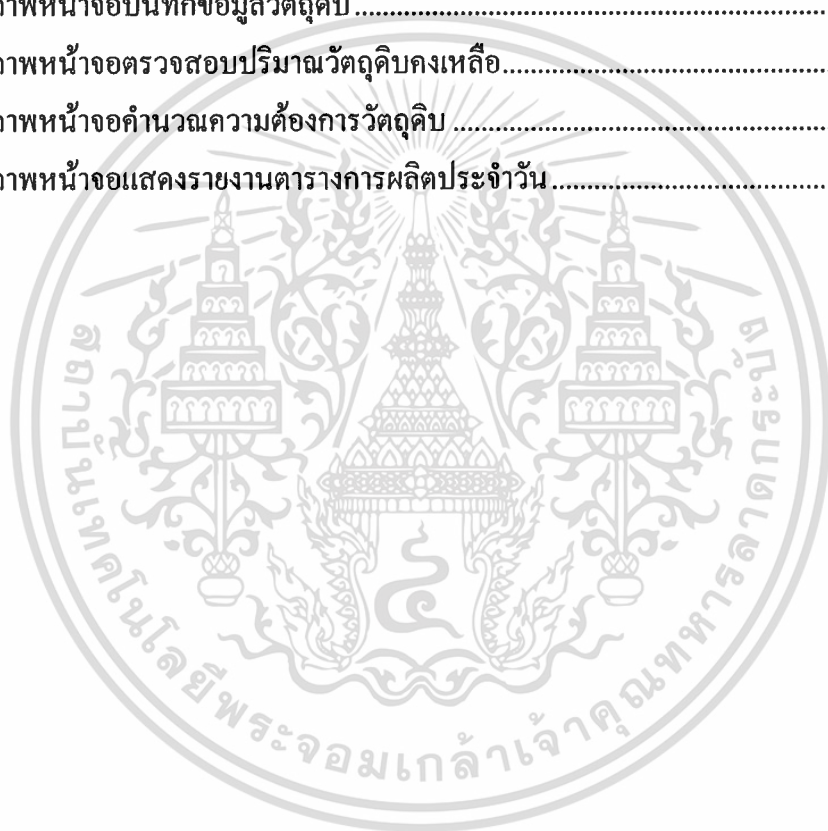 ภาพหน้าจอบันทึกข้อมูลวัตถุดิบ........................................................................
ภาพหน้าจอตรวจสอบปริมาณวัตถุดิบคงเหลือ..................................................
ภาพหน้าจอคำนวณความต้องการวัตถุดิบ.........................................................
ภาพหน้าจอแสดงรายงานตารางการผลิตประจำวัน..........................................
สถาบันเทคโนโลยีพระจอมเกล้าเจ้าคุณทหารลาดกระบัง
๔